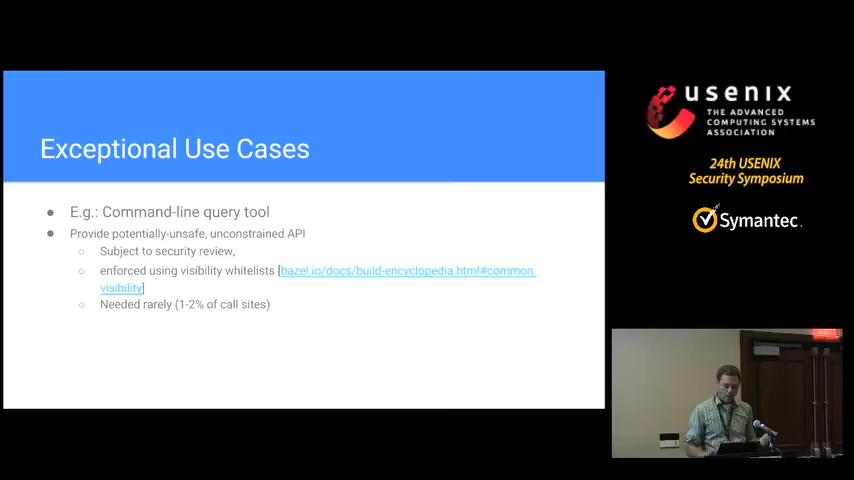 Exceptional Use Cases
● E.g.: Command-line query tool
● Provide potentially-unsafe, unconstrained API
○ Subject to security review,
○ enforced using visibility whitelists [bazel.io/docs/build-encyclopedia.html#common.
visibility]
○ Needed rarely (1-2% of call sites)
usenix
THE ADVANCED
COMPUTING SYSTEMS
ASSOCIATION
24th USENIX
Security Symposium
Symantec.